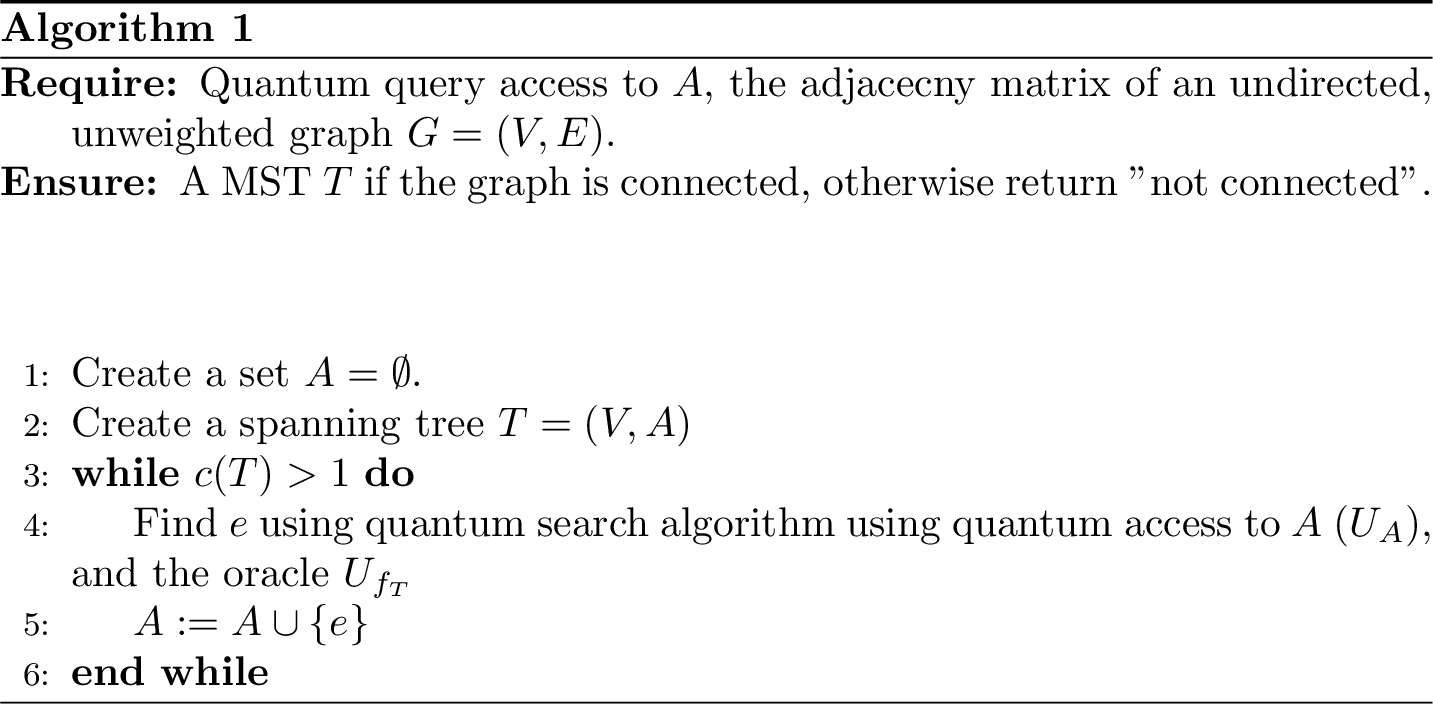 Algorithm 1
Require: Quantum query access to A, the adjacecny matrix of an undirected,
unweighted graph G = (V, E).
Ensure: A MST T if the graph is connected, otherwise return ”not connected”.
1: Create a set A = ∅.
2: Create a spanning tree T = (V, A)
3: while c(T) > 1 do
4: Find e using quantum search algorithm using quantum access to A (U_A),
and the oracle U_{f_T}
5: A := A ∪ {e}
6: end while